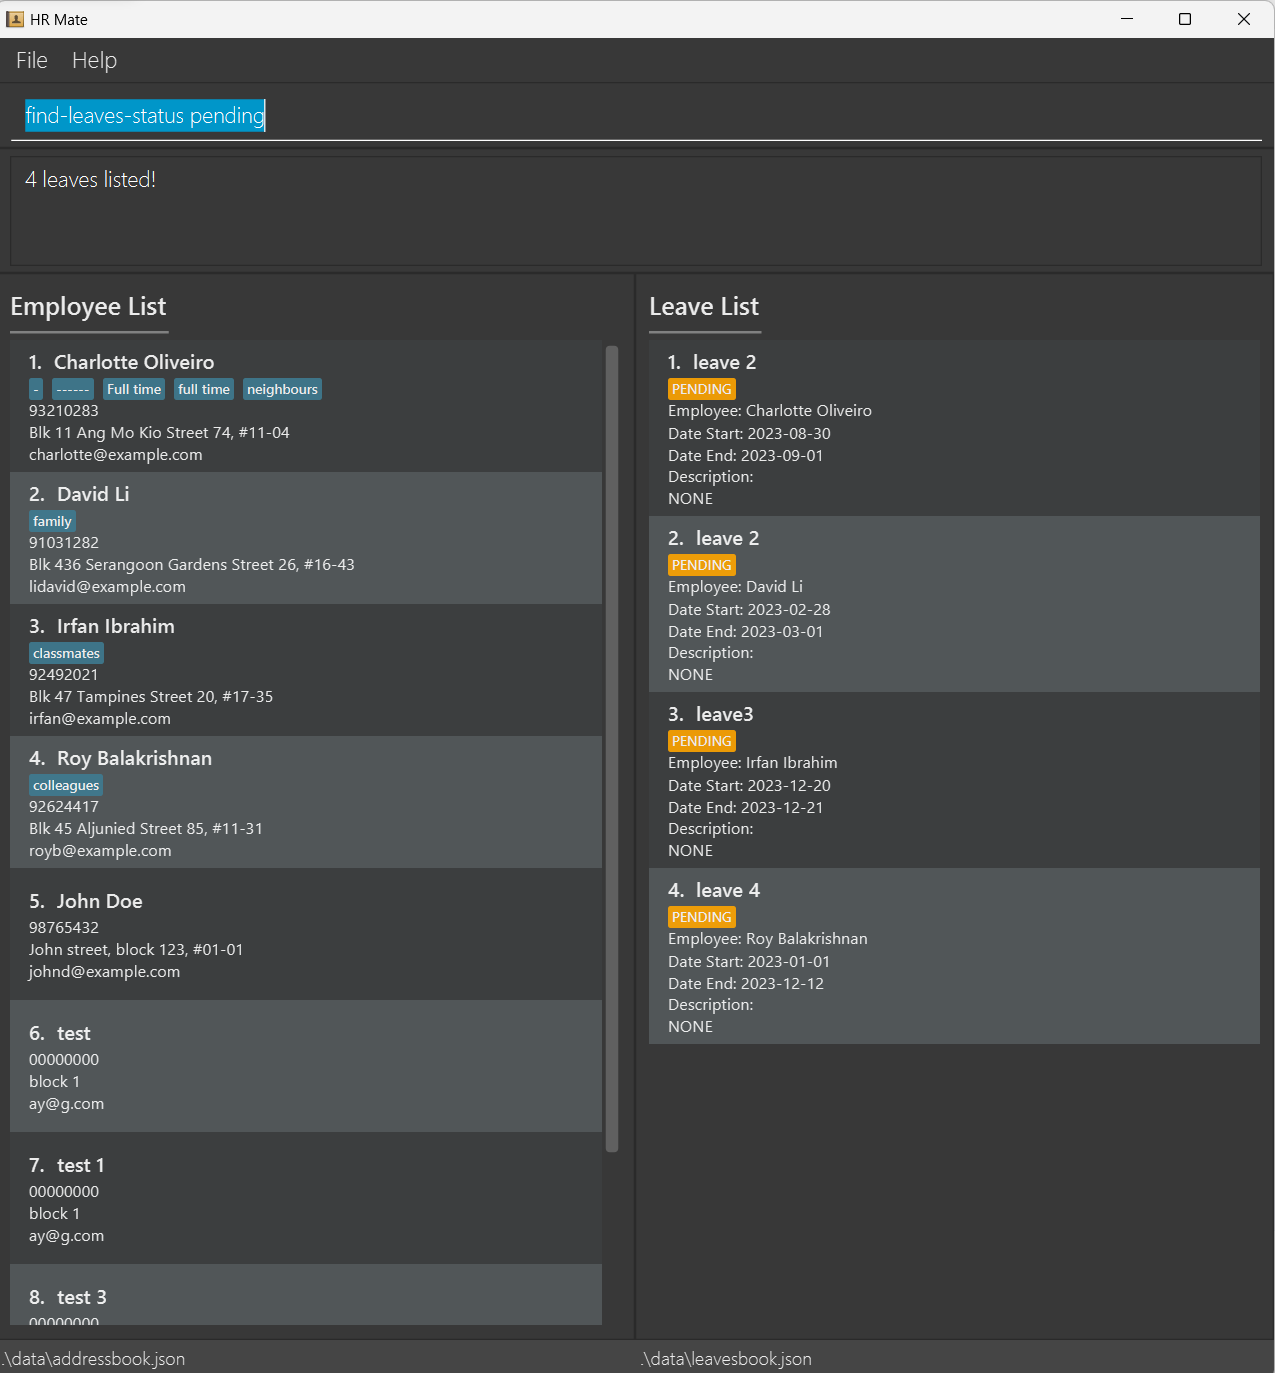 HR Mate
File Help
find-leaves-status pending
4 leaves listed!
Employee List
1. Charlotte Oliveiro
- ------ Full time full time neighbours
93210283
Blk 11 Ang Mo Kio Street 74, #11-04
charlotte@example.com
2. David Li
family
91031282
Blk 436 Serangoon Gardens Street 26, #16-43
lidavid@example.com
3. Irfan Ibrahim
classmates
92492021
Blk 47 Tampines Street 20, #17-35
irfan@example.com
4. Roy Balakrishnan
colleagues
92624417
Blk 45 Aljunied Street 85, #11-31
royb@example.com
5. John Doe
98765432
John street, block 123, #01-01
johnd@example.com
6. test
00000000
block 1
ay@g.com
7. test 1
00000000
block 1
ay@g.com
8. test 3
00000000
Leave List
1. leave 2
PENDING
Employee: Charlotte Oliveiro
Date Start: 2023-08-30
Date End: 2023-09-01
Description:
NONE
2. leave 2
PENDING
Employee: David Li
Date Start: 2023-02-28
Date End: 2023-03-01
Description:
NONE
3. leave3
PENDING
Employee: Irfan Ibrahim
Date Start: 2023-12-20
Date End: 2023-12-21
Description:
NONE
4. leave 4
PENDING
Employee: Roy Balakrishnan
Date Start: 2023-01-01
Date End: 2023-12-12
Description:
NONE
.\data\addressbook.json
.\data\leavesbook.json